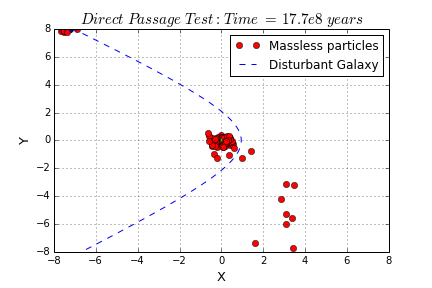 Direct Passage Test: Time = 17.7e8 years
Massless particles
Disturbant Galaxy
8
6
4
2
0
−2
−4
−6
−8
Y
−8 −6 −4 −2 0 2 4 6 8
X